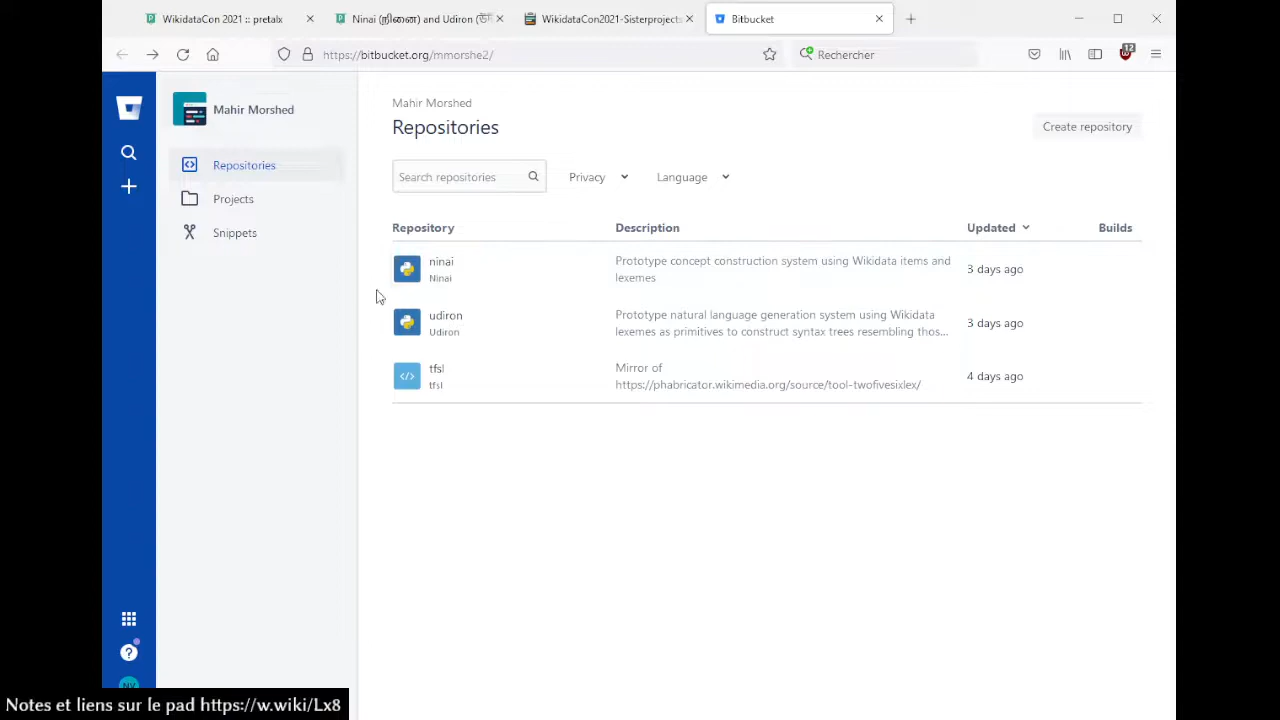 WikidataCon 2021 :: pretalx
Ninai (நினை) and Udiron (
WikidataCon2021-Sisterprojects
Bitbucket
https://bitbucket.org/mmorshe2/
Rechercher
12
Mahir Morshed
Repositories
Projects
Snippets
Mahir Morshed
Repositories
Create repository
Search repositories
Privacy
Language
Repository
Description
Updated
Builds
ninai
Ninai
Prototype concept construction system using Wikidata items and
lexemes
3 days ago
udiron
Udiron
Prototype natural language generation system using Wikidata
lexemes as primitives to construct syntax trees resembling thos...
3 days ago
tfsl
tfsl
Mirror of
https://phabricator.wikimedia.org/source/tool-twofivesixlex/
4 days ago
NV
Notes et liens sur le pad https://w.wiki/Lx8